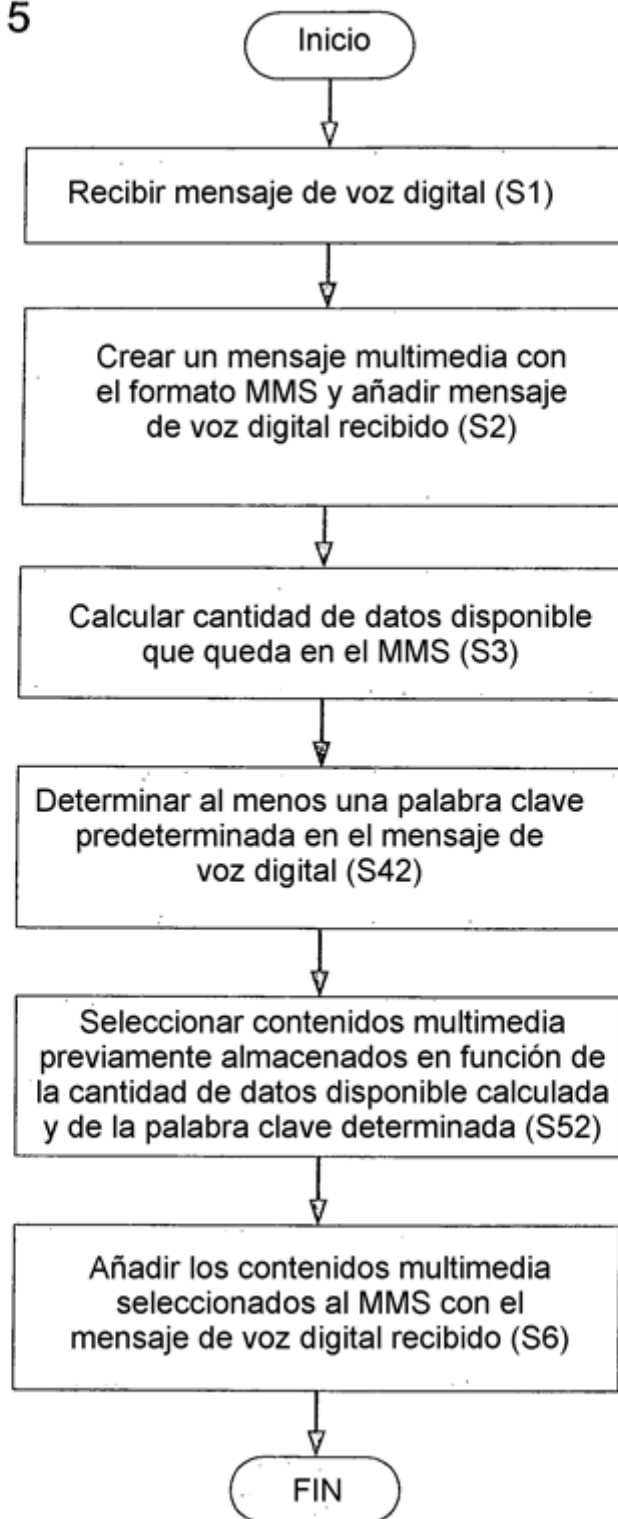 5
Inicio
Recibir mensaje de voz digital (S1)
Crear un mensaje multimedia con
el formato MMS y añadir mensaje
de voz digital recibido (S2)
Calcular cantidad de datos disponible
que queda en el MMS (S3)
Determinar al menos una palabra clave
predeterminada en el mensaje de
voz digital (S42)
Seleccionar contenidos multimedia
previamente almacenados en función de
la cantidad de datos disponible calculada
y de la palabra clave determinada (S52)
Añadir los contenidos multimedia
seleccionados al MMS con el
mensaje de voz digital recibido (S6)
FIN